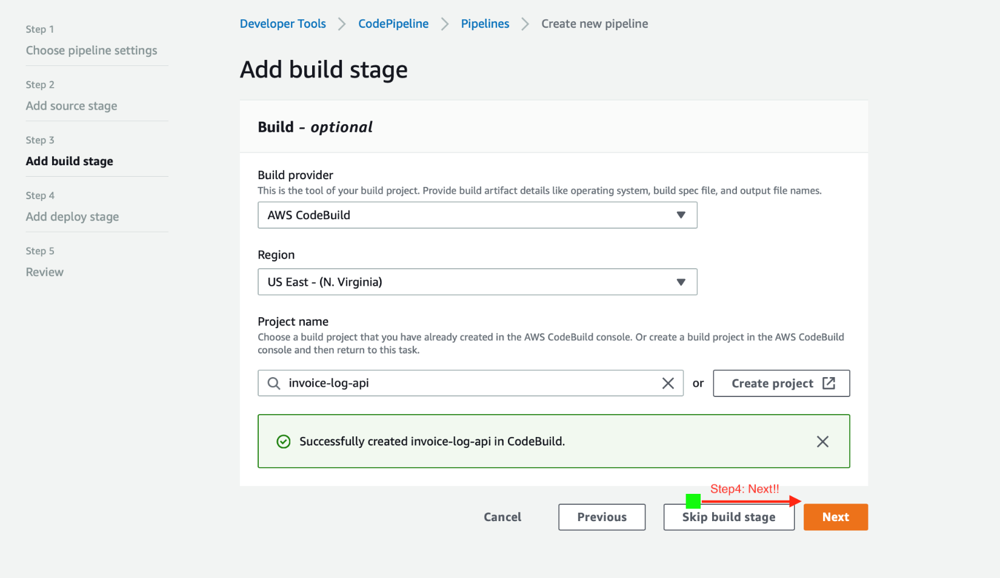 Step 1
Choose pipeline settings
Step 2
Add source stage
Step 3
Add build stage
Step 4
Add deploy stage
Step 5
Review
Developer Tools
CodePipeline
Pipelines
Create new pipeline
Add build stage
Build - optional
Build provider
This is the tool of your build project. Provide build artifact details like operating system, build spec file, and output file names.
AWS CodeBuild
Region
US East - (N. Virginia)
Project name
Choose a build project that you have already created in the AWS CodeBuild console. Or create a build project in the AWS CodeBuild
console and then return to this task.
invoice-log-api
or
Create project
Successfully created invoice-log-api in CodeBuild.
Step4: Next!!
Cancel
Previous
Skip build stage
Next